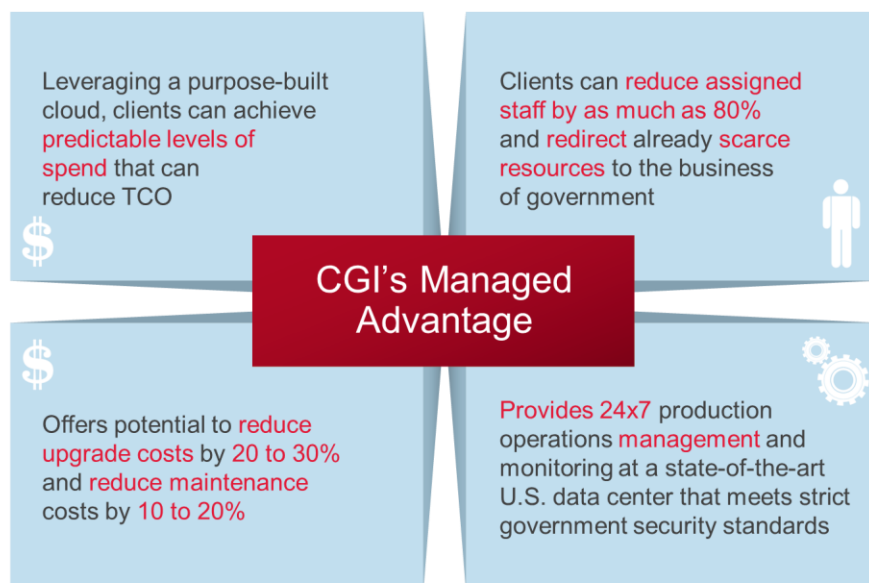 Leveraging a purpose-built
cloud, clients can achieve
predictable levels of
spend that can
reduce TCO
$
Clients can reduce assigned
staff by as much as 80%
and redirect already scarce
resources to the business
of government
CGI's Managed
Advantage
$
Offers potential to reduce
upgrade costs by 20 to 30%
and reduce maintenance
costs by 10 to 20%
Provides 24x7 production
operations management and
monitoring at a state-of-the-art
U.S. data center that meets strict
government security standards